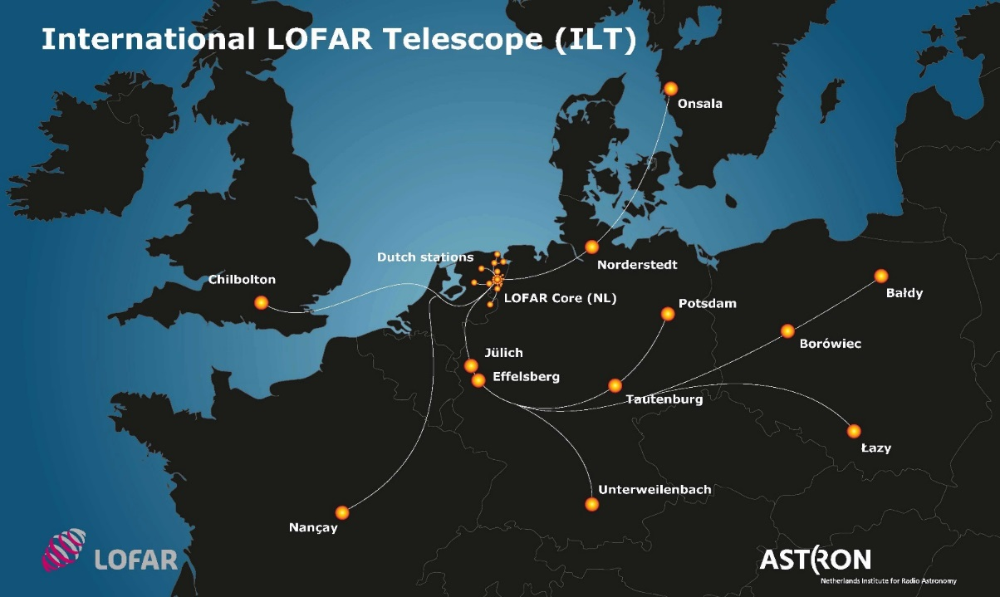 International LOFAR Telescope (ILT)
Onsala
Dutch stations
Norderstedt
Chilbolton
LOFAR Core (NL)
Bałdy
Potsdam
Borówiec
Jülich
Effelsberg
Tautenburg
Łazy
Unterweilenbach
Nançay
LOFAR
ASTRON
Netherlands Institute for Radio Astronomy